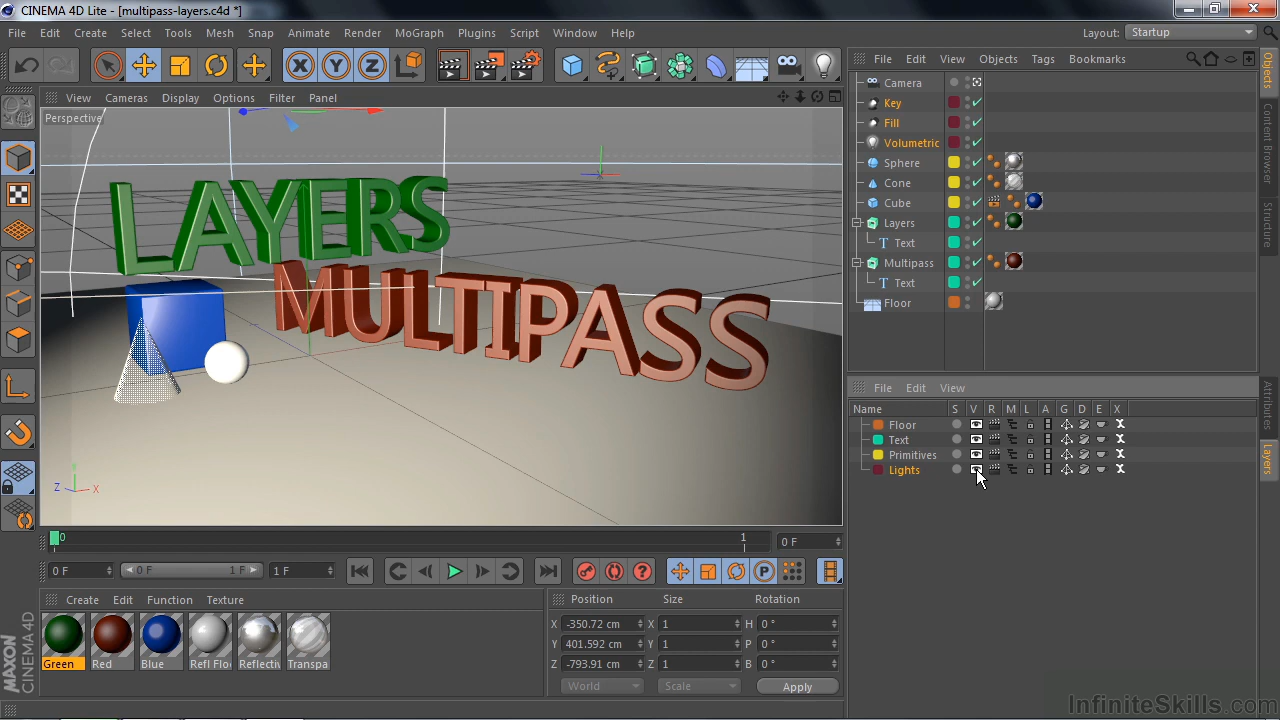 CINEMA 4D Lite - [multipass-layers.c4d *]
File Edit Create Select Tools Mesh Snap Animate Render MoGraph Plugins Script Window Help
Layout: Startup
View Cameras Display Options Filter Panel
Perspective
LAYERS
MULTIPASS
Y
Z X
File Edit View Objects Tags Bookmarks
Camera
Key
Fill
Volumetric
Sphere
Cone
Cube
Layers
Text
Multipass
Text
Floor
Objects
Content Browser
Structure
File Edit View
Name S V R M L A G D E X
Floor
Text
Primitives
Lights
Attributes
Layers
0 1 0 F
0 F 0 F 1 F 1 F
Create Edit Function Texture
Green Red Blue Refl Floo Reflectiv Transpa
Position Size Rotation
X -350.72 cm X 1 H 0 °
Y 401.592 cm Y 1 P 0 °
Z -793.91 cm Z 1 B 0 °
World Scale Apply
MAXON
CINEMA 4D
InfiniteSkills.com